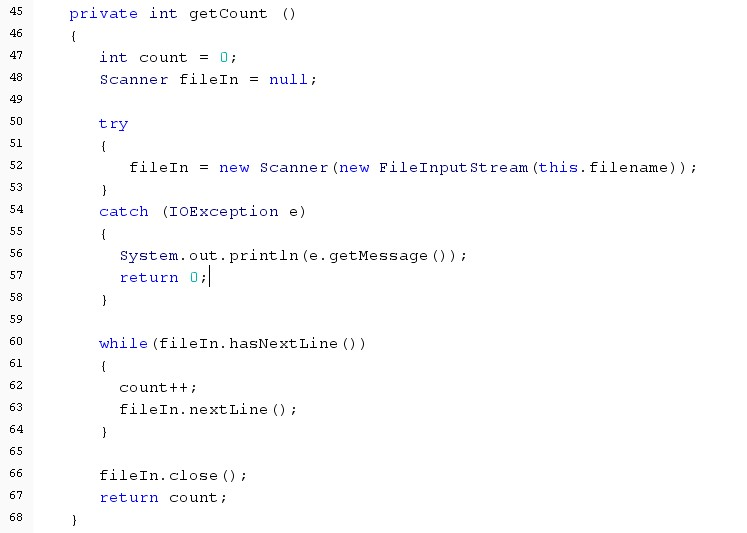 45 private int getCount ()
46 {
47 int count = 0;
48 Scanner fileIn = null;
49
50 try
51 {
52 fileIn = new Scanner(new FileInputStream(this.filename));
53 }
54 catch (IOException e)
55 {
56 System.out.println(e.getMessage());
57 return 0;
58 }
59
60 while(fileIn.hasNextLine())
61 {
62 count++;
63 fileIn.nextLine();
64 }
65
66 fileIn.close();
67 return count;
68 }